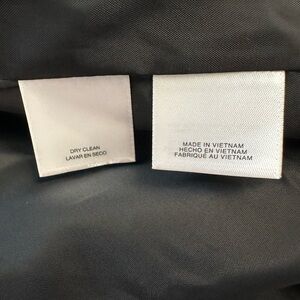 DRY CLEAN
LAVAR EN SECO
MADE IN VIETNAM
HECHO EN VIETNAM
FABRIQUÉ AU VIETNAM